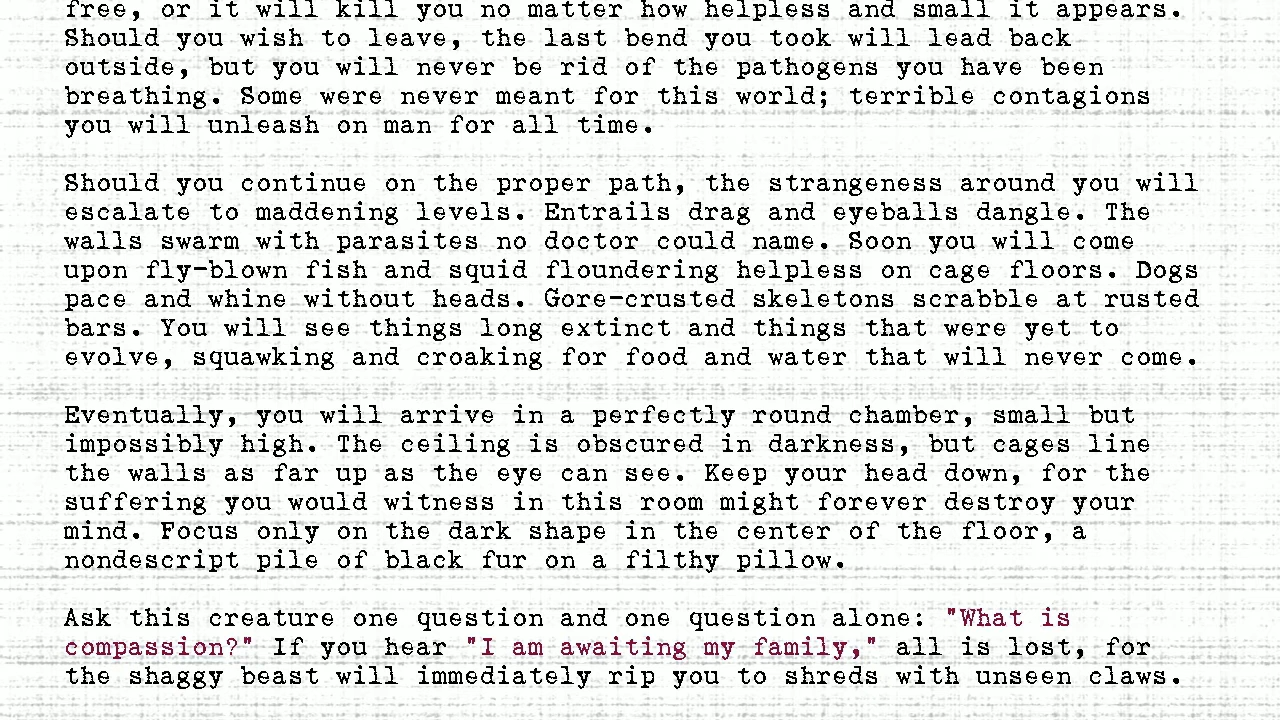 free, or it will kill you no matter how helpless and small it appears.
Should you wish to leave, the last bend you took will lead back
outside, but you will never be rid of the pathogens you have been
breathing. Some were never meant for this world; terrible contagions
you will unleash on man for all time.

Should you continue on the proper path, the strangeness around you will
escalate to maddening levels. Entrails drag and eyeballs dangle. The
walls swarm with parasites no doctor could name. Soon you will come
upon fly-blown fish and squid floundering helpless on cage floors. Dogs
pace and whine without heads. Gore-crusted skeletons scrabble at rusted
bars. You will see things long extinct and things that were yet to
evolve, squawking and croaking for food and water that will never come.

Eventually, you will arrive in a perfectly round chamber, small but
impossibly high. The ceiling is obscured in darkness, but cages line
the walls as far up as the eye can see. Keep your head down, for the
suffering you would witness in this room might forever destroy your
mind. Focus only on the dark shape in the center of the floor, a
nondescript pile of black fur on a filthy pillow.

Ask this creature one question and one question alone: "What is
compassion?" If you hear "I am awaiting my family," all is lost, for
the shaggy beast will immediately rip you to shreds with unseen claws.